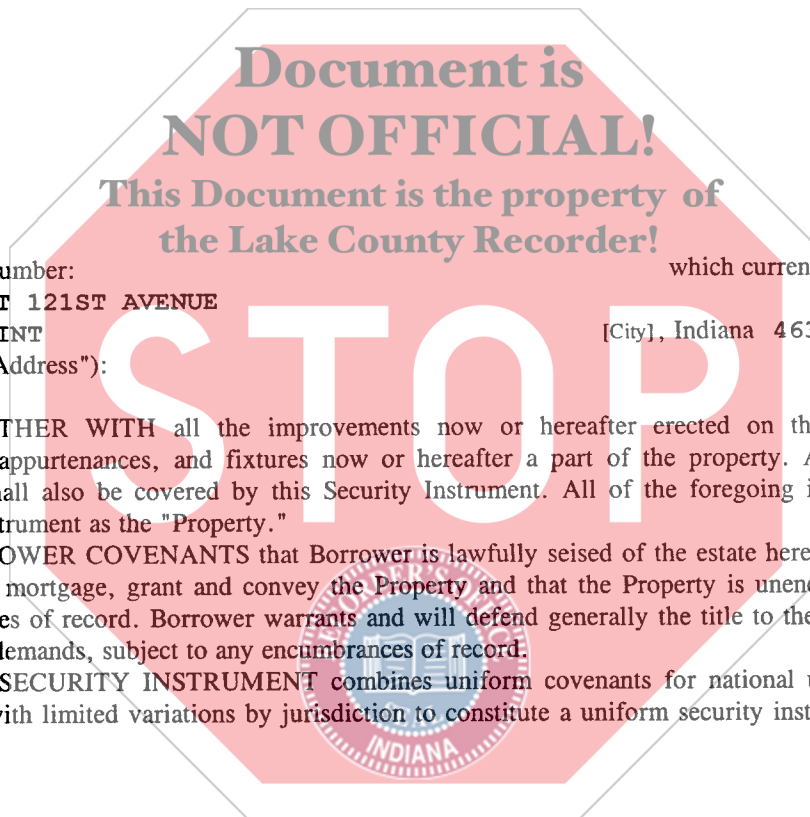 Document is
NOT OFFICIAL!
This Document is the property of
the Lake County Recorder!
umber: which curren
T 121ST AVENUE
INT [City], Indiana 463
Address"):
STOP
THER WITH all the improvements now or hereafter erected on th
appurtenances, and fixtures now or hereafter a part of the property. A
all also be covered by this Security Instrument. All of the foregoing i
trument as the "Property."
OWER COVENANTS that Borrower is lawfully seised of the estate here
mortgage, grant and convey the Property and that the Property is unenc
es of record. Borrower warrants and will defend generally the title to the
lemands, subject to any encumbrances of record.
SECURITY INSTRUMENT combines uniform covenants for national u
ith limited variations by jurisdiction to constitute a uniform security inst
RECORDER'S OFFIC
INDIANA